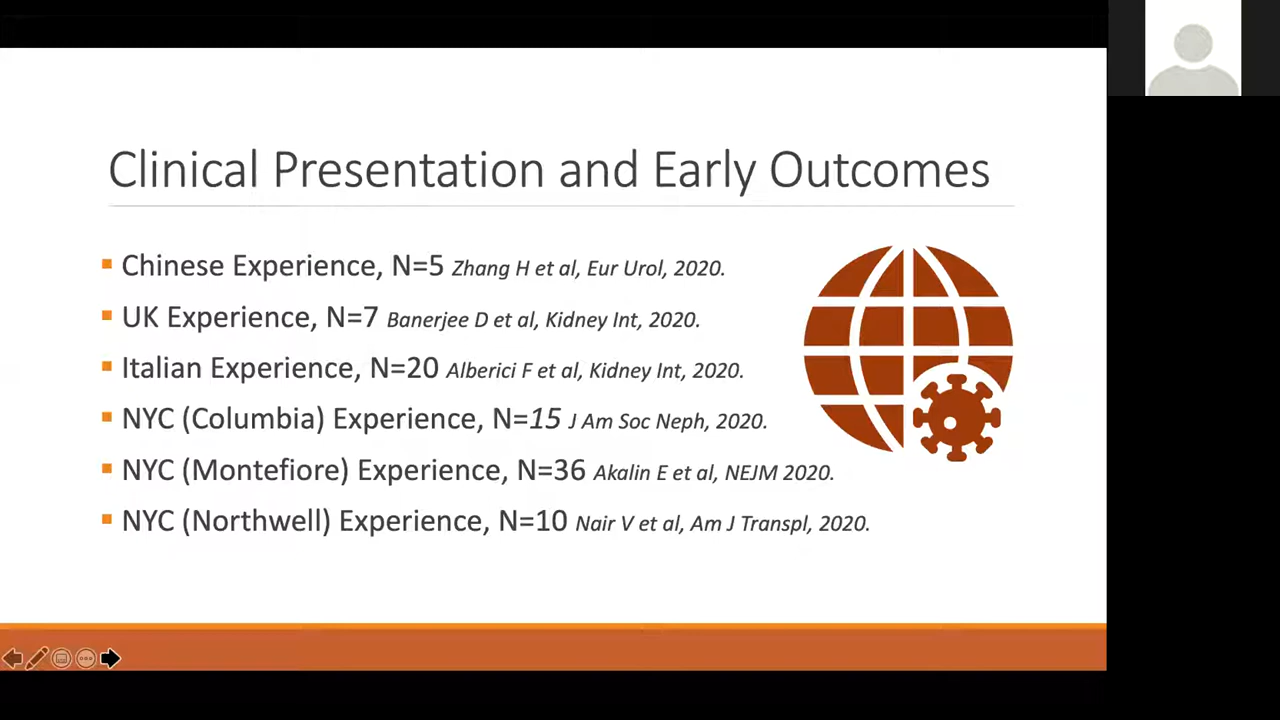 Clinical Presentation and Early Outcomes
Chinese Experience, N=5 Zhang H et al, Eur Urol, 2020.
UK Experience, N=7 Banerjee D et al, Kidney Int, 2020.
Italian Experience, N=20 Alberici F et al, Kidney Int, 2020.
NYC (Columbia) Experience, N=15 J Am Soc Neph, 2020.
NYC (Montefiore) Experience, N=36 Akalin E et al, NEJM 2020.
NYC (Northwell) Experience, N=10 Nair V et al, Am J Transpl, 2020.